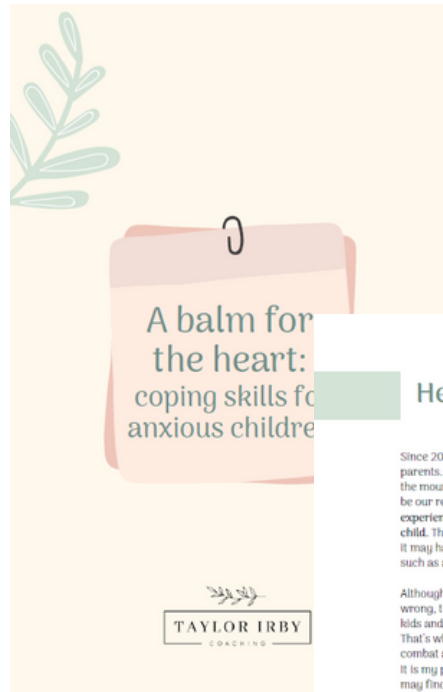 A balm for
the heart:
coping skills fo
anxious childre
TAYLOR IRBY
COACHING
He
Since 20
parents.
the mou
be our re
experien
child. Th
It may ha
such as a
Although
wrong, t
kids and
That's wh
combat a
It is my p
may find